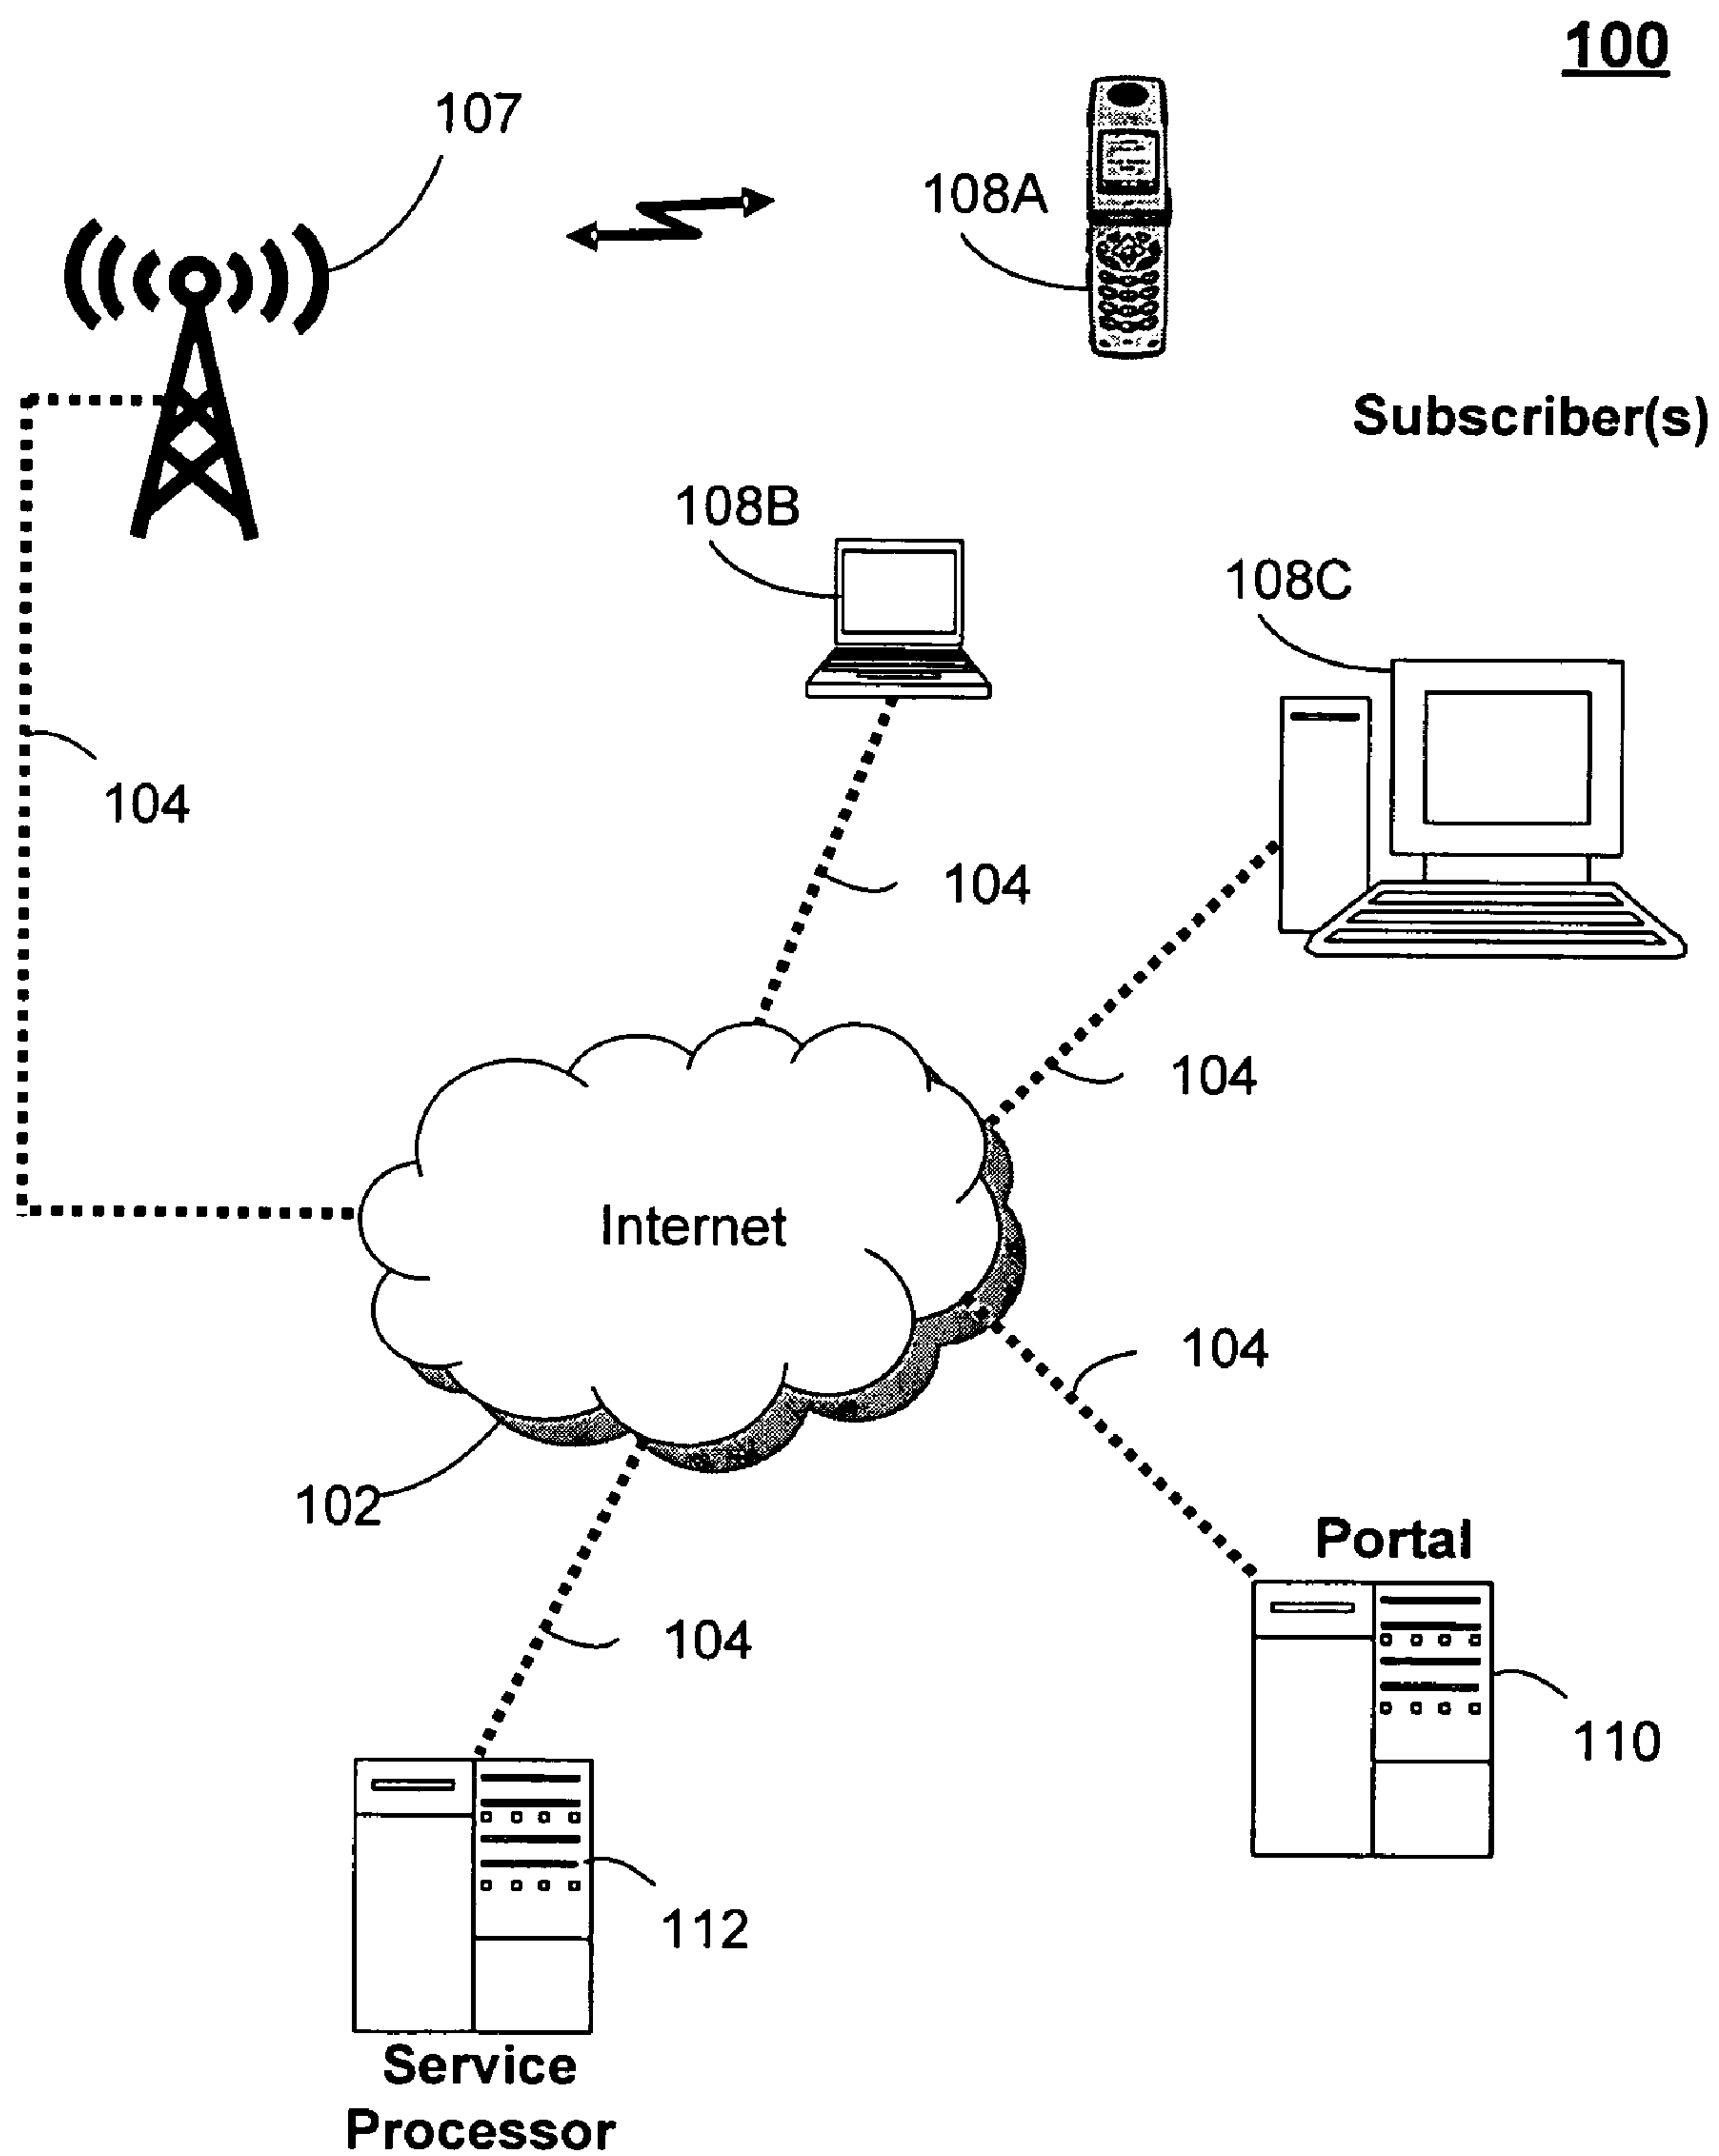 100
107
108A
Subscriber(s)
108B
108C
104
104
104
Internet
104
102
Portal
104
110
112
Service
Processor